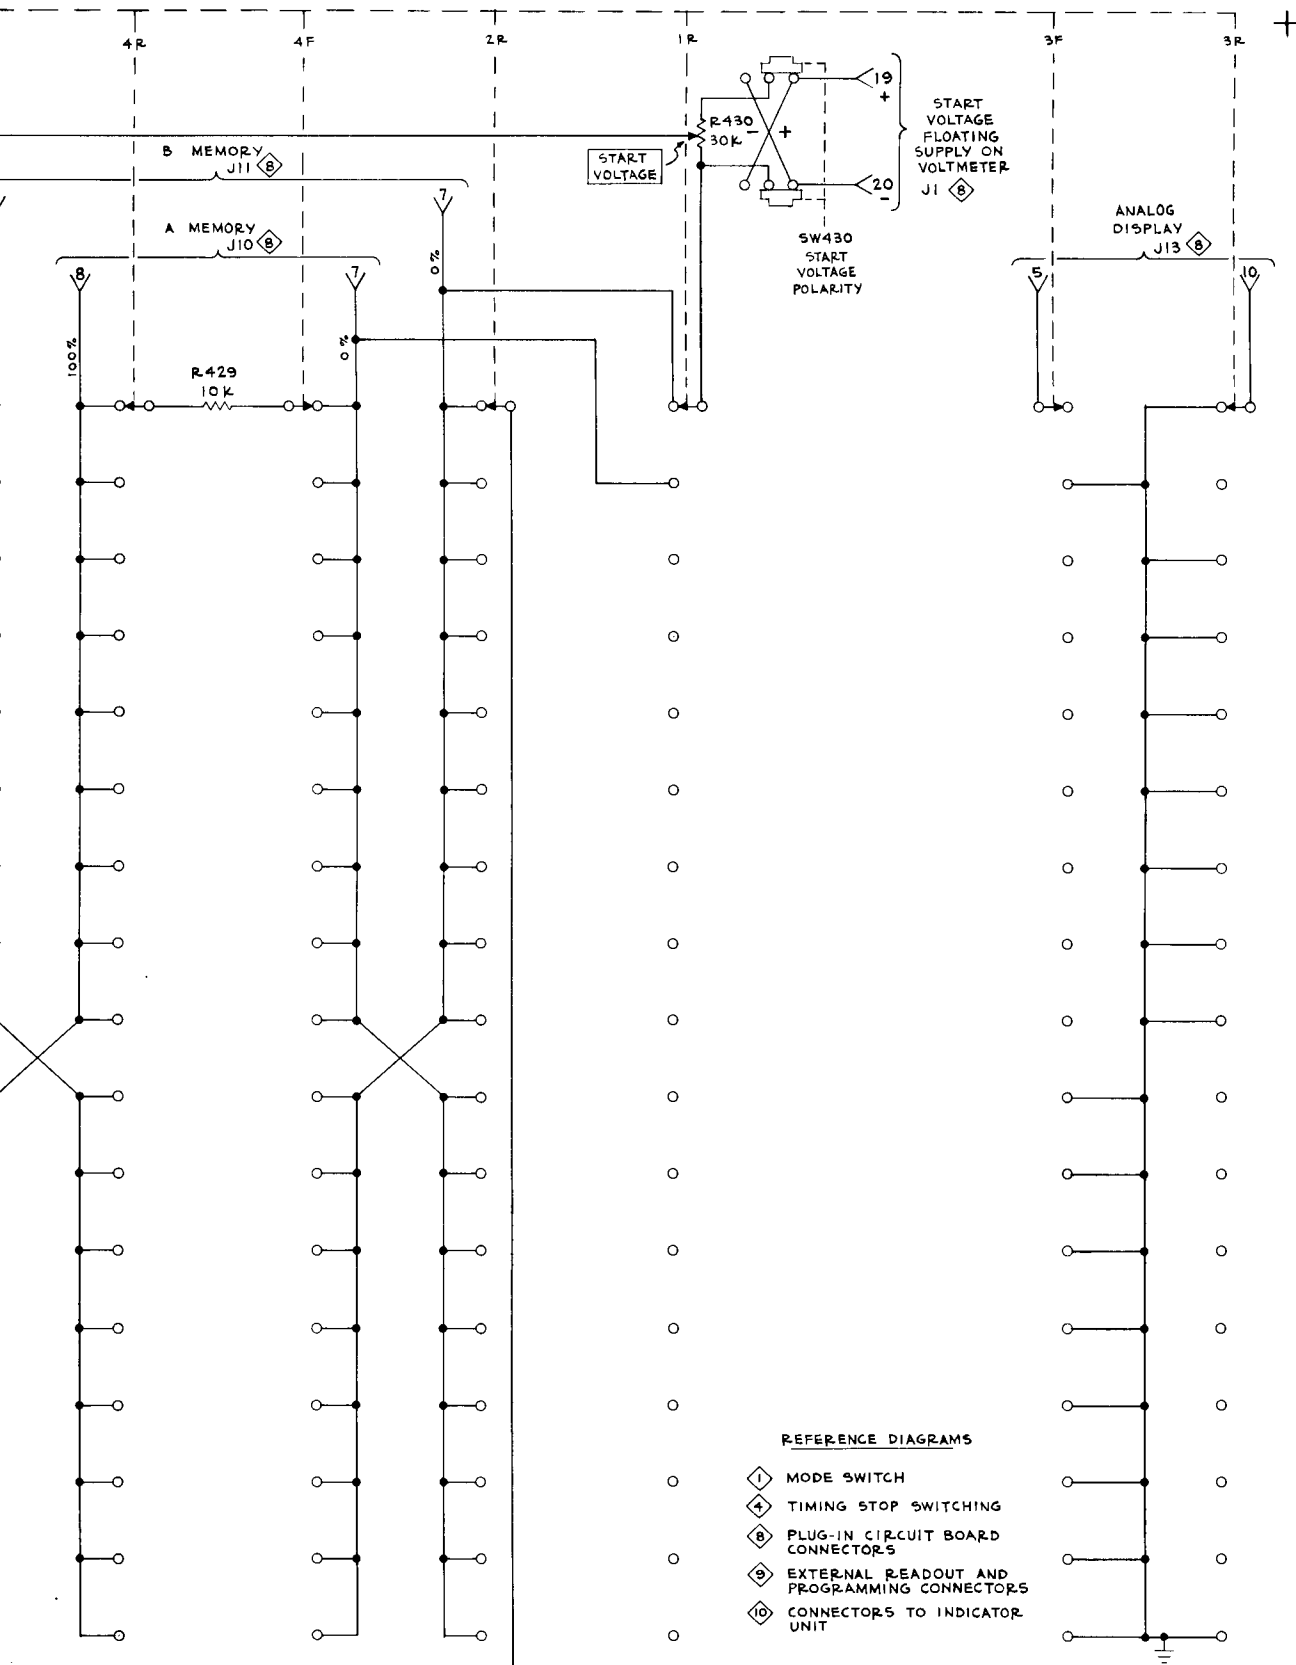 4R
4F
2R
1R
3F
3R
19
+
R430
30K
-
+
START
VOLTAGE
20
-
START
VOLTAGE
FLOATING
SUPPLY ON
VOLTMETER
J1 8
SW430
START
VOLTAGE
POLARITY
B MEMORY
J11 8
7
0%
A MEMORY
J10 8
8
100%
7
0%
R429
10K
ANALOG
DISPLAY
J13 8
5
10
REFERENCE DIAGRAMS
1 MODE SWITCH
4 TIMING STOP SWITCHING
8 PLUG-IN CIRCUIT BOARD
CONNECTORS
9 EXTERNAL READOUT AND
PROGRAMMING CONNECTORS
10 CONNECTORS TO INDICATOR
UNIT